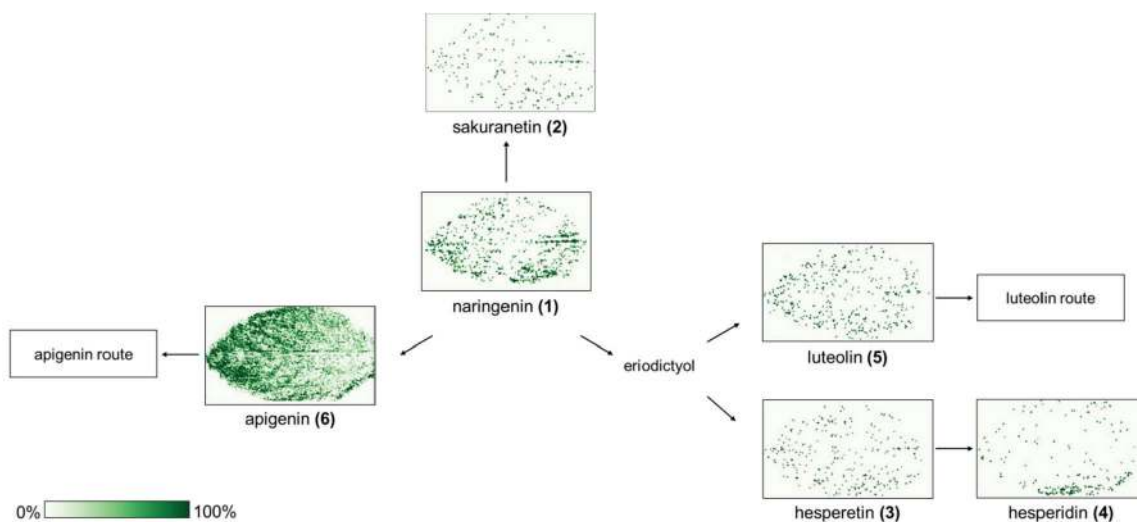 sakuranetin (2)
naringenin (1)
apigenin route
apigenin (6)
eriodictyol
luteolin (5)
luteolin route
hesperetin (3)
hesperidin (4)
0%
100%